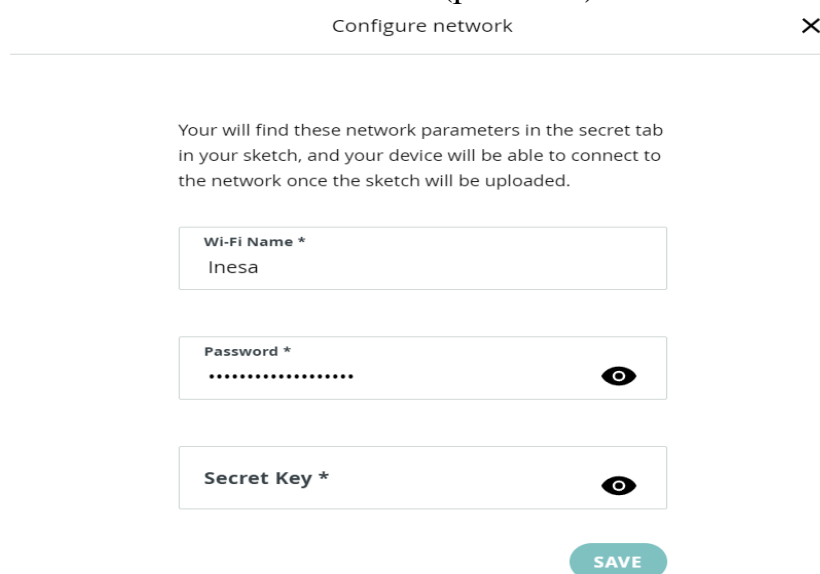 Configure network
Your will find these network parameters in the secret tab
in your sketch, and your device will be able to connect to
the network once the sketch will be uploaded.
Wi-Fi Name *
Inesa
Password *
•••••••••••••••••••
Secret Key *
SAVE